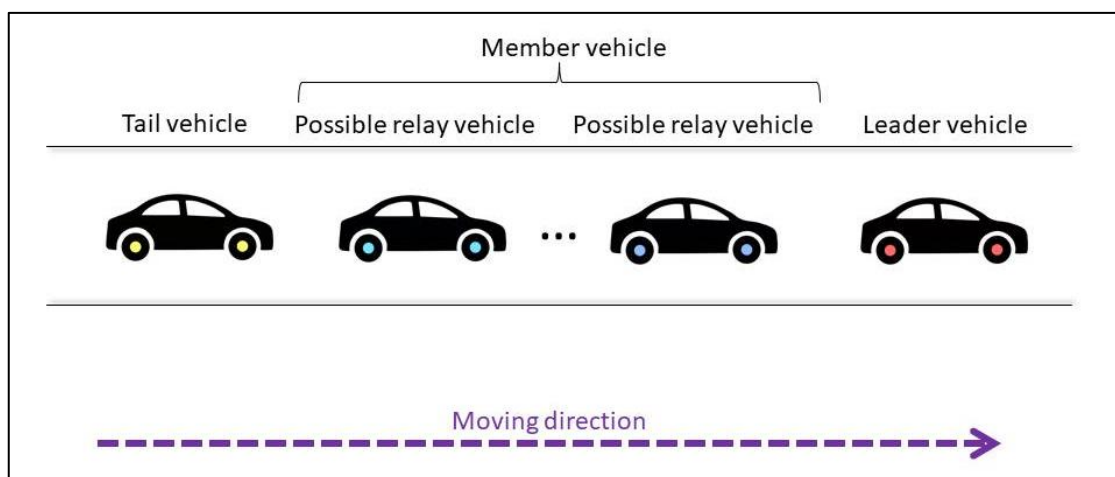 Member vehicle
Tail vehicle
Possible relay vehicle
Possible relay vehicle
Leader vehicle
...
Moving direction